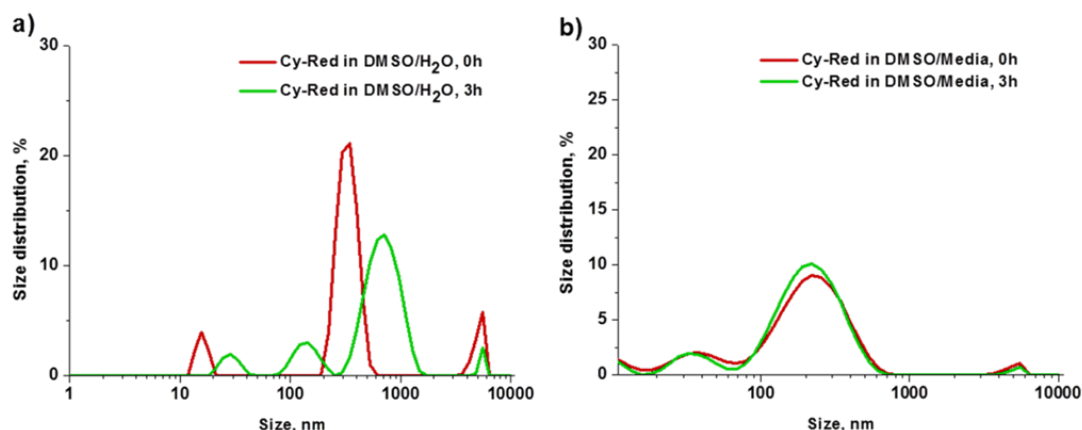 a)
30
20
10
0
Size distribution, %
Cy-Red in DMSO/H2O, 0h
Cy-Red in DMSO/H2O, 3h
1
10
100
1000
10000
Size, nm
b)
30
25
20
15
10
5
0
Size distribution, %
Cy-Red in DMSO/Media, 0h
Cy-Red in DMSO/Media, 3h
100
1000
10000
Size, nm